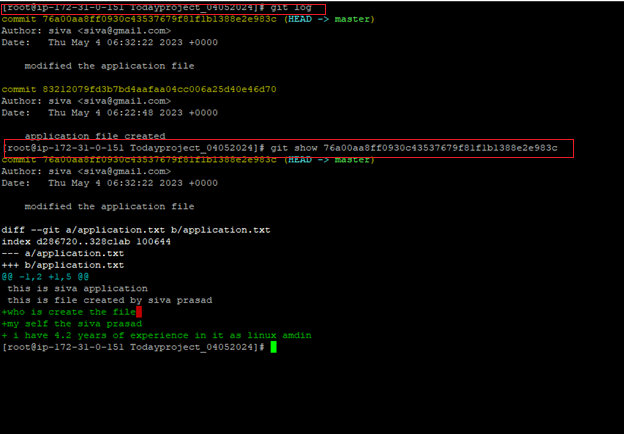 [root@ip-172-31-0-151 Todayproject_04052024]# git log
commit 76a00aa8ff0930c43537679f81f1b1388e2e983c (HEAD -> master)
Author: siva <siva@gmail.com>
Date:   Thu May 4 06:32:22 2023 +0000
    modified the application file
commit 83212079fd3b7bd4aafaa04cc006a25d40e46d70
Author: siva <siva@gmail.com>
Date:   Thu May 4 06:22:48 2023 +0000
    application file created
[root@ip-172-31-0-151 Todayproject_04052024]# git show 76a00aa8ff0930c43537679f81f1b1388e2e983c
commit 76a00aa8ff0930c43537679f81f1b1388e2e983c (HEAD -> master)
Author: siva <siva@gmail.com>
Date:   Thu May 4 06:32:22 2023 +0000
    modified the application file
diff --git a/application.txt b/application.txt
index d286720..328c1ab 100644
--- a/application.txt
+++ b/application.txt
@@ -1,2 +1,5 @@
 this is siva application
 this is file created by siva prasad
+who is create the file
+my self the siva prasad
+ i have 4.2 years of experience in it as linux amdin
[root@ip-172-31-0-151 Todayproject_04052024]#